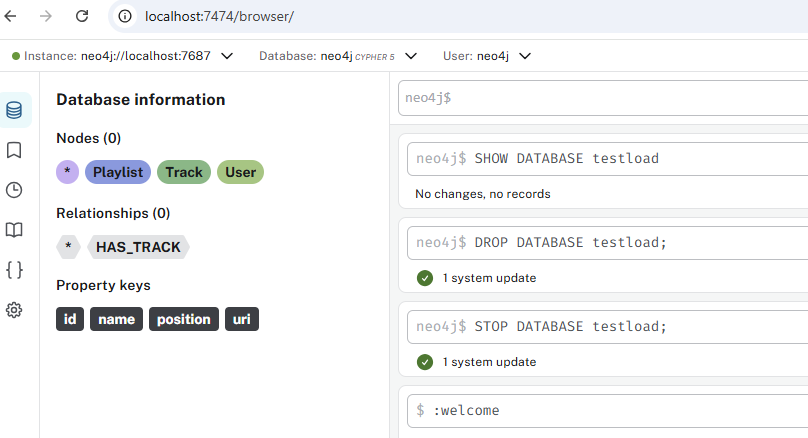 localhost:7474/browser/
Instance: neo4j://localhost:7687 Database: neo4j CYPHER 5 User: neo4j
Database information
Nodes (0)
* Playlist Track User
Relationships (0)
* HAS_TRACK
Property keys
id name position uri
neo4j$
neo4j$ SHOW DATABASE testload
No changes, no records
neo4j$ DROP DATABASE testload;
1 system update
neo4j$ STOP DATABASE testload;
1 system update
$ :welcome